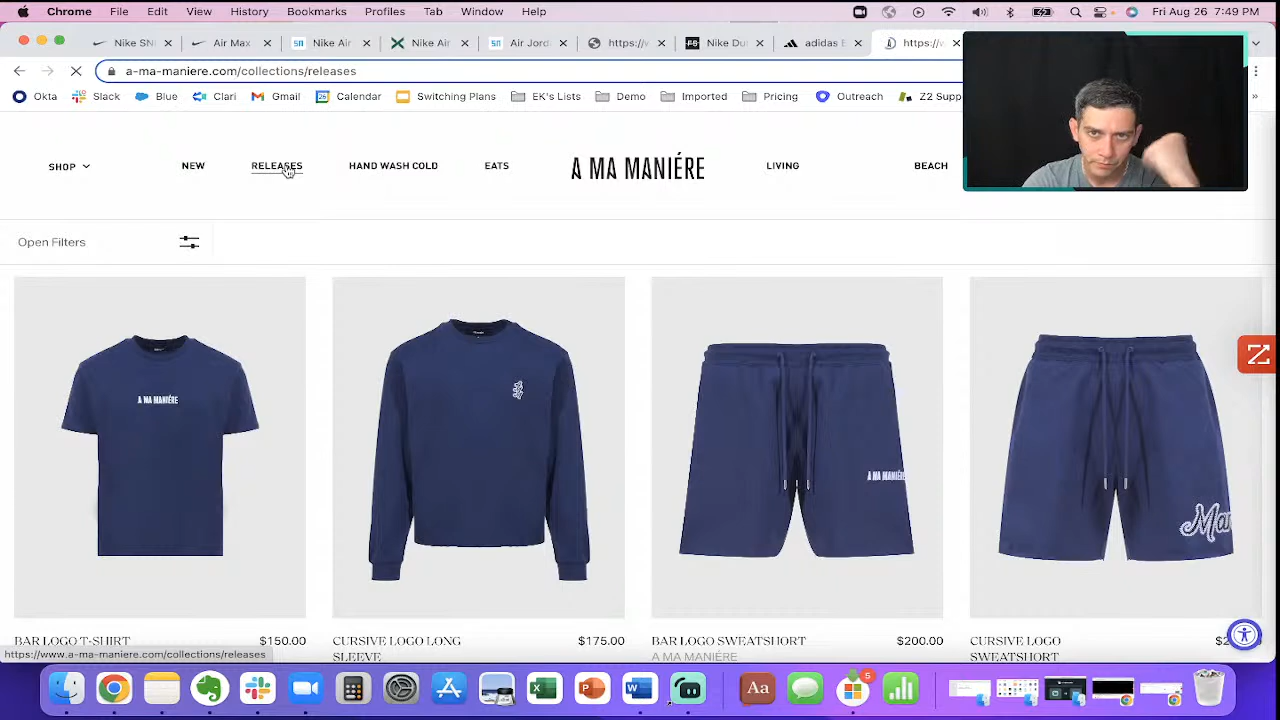 Chrome File Edit View History Bookmarks Profiles Tab Window Help Fri Aug 26 7:49 PM
Nike SN Air Max Nike Air Nike Air Air Jord https://v Nike Du adidas E https://v
a-ma-maniere.com/collections/releases
Okta Slack Blue Clari Gmail Calendar Switching Plans EK's Lists Demo Imported Pricing Outreach Z2 Sup »
SHOP NEW RELEASES HAND WASH COLD EATS A MA MANIÉRE LIVING BEACH
Open Filters
A MA MANIÉRE
A MA MANIÉRE
Mar
BAR LOGO T-SHIRT $150.00 CURSIVE LOGO LONG SLEEVE $175.00 BAR LOGO SWEATSHORT $200.00 CURSIVE LOGO SWEATSHORT
A MA MANIÉRE
https://www.a-ma-maniere.com/collections/releases
5
Aa